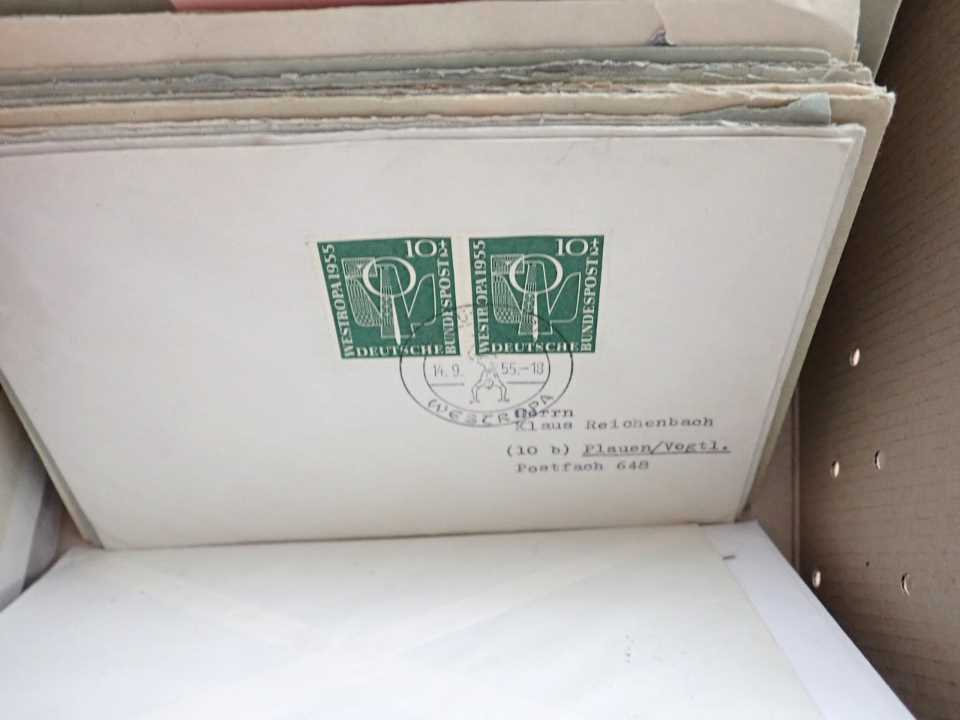 WESTROPA 1955
10
DEUTSCHE
BUNDESPOST
WESTROPA 1955
10
DEUTSCHE
BUNDESPOST
14. 9. 55.-18
WESTROPA
Herrn
Klaus Reichenbach
(10 b) Plauen/Vogtl.
Postfach 648